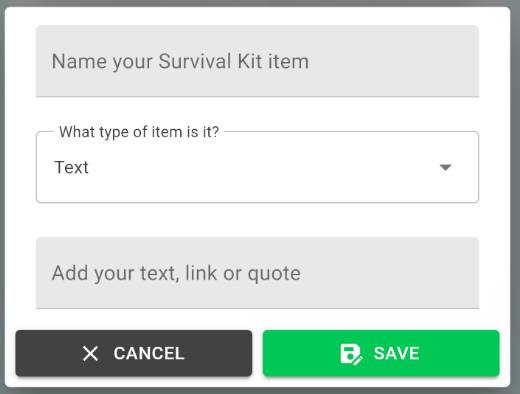 Name your Survival Kit item
What type of item is it?
Text
Add your text, link or quote
CANCEL
SAVE